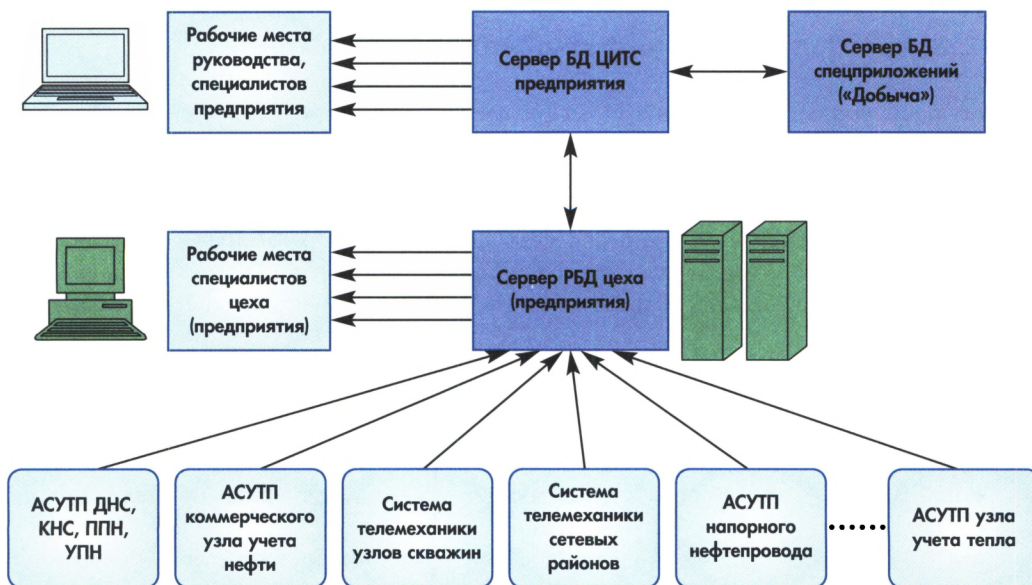 Рабочие места
руководства,
специалистов
предприятия
Сервер БД ЦИТС
предприятия
Сервер БД
спецприложений
(«Добыча»)
Рабочие места
специалистов
цеха
(предприятия)
Сервер РБД цеха
(предприятия)
АСУТП ДНС,
КНС, ППН,
УПН
АСУТП
коммерческого
узла учета
нефти
Система
телемеханики
узлов скважин
Система
телемеханики
сетевых
районов
АСУТП
напорного
нефтепровода
АСУТП узла
учета тепла